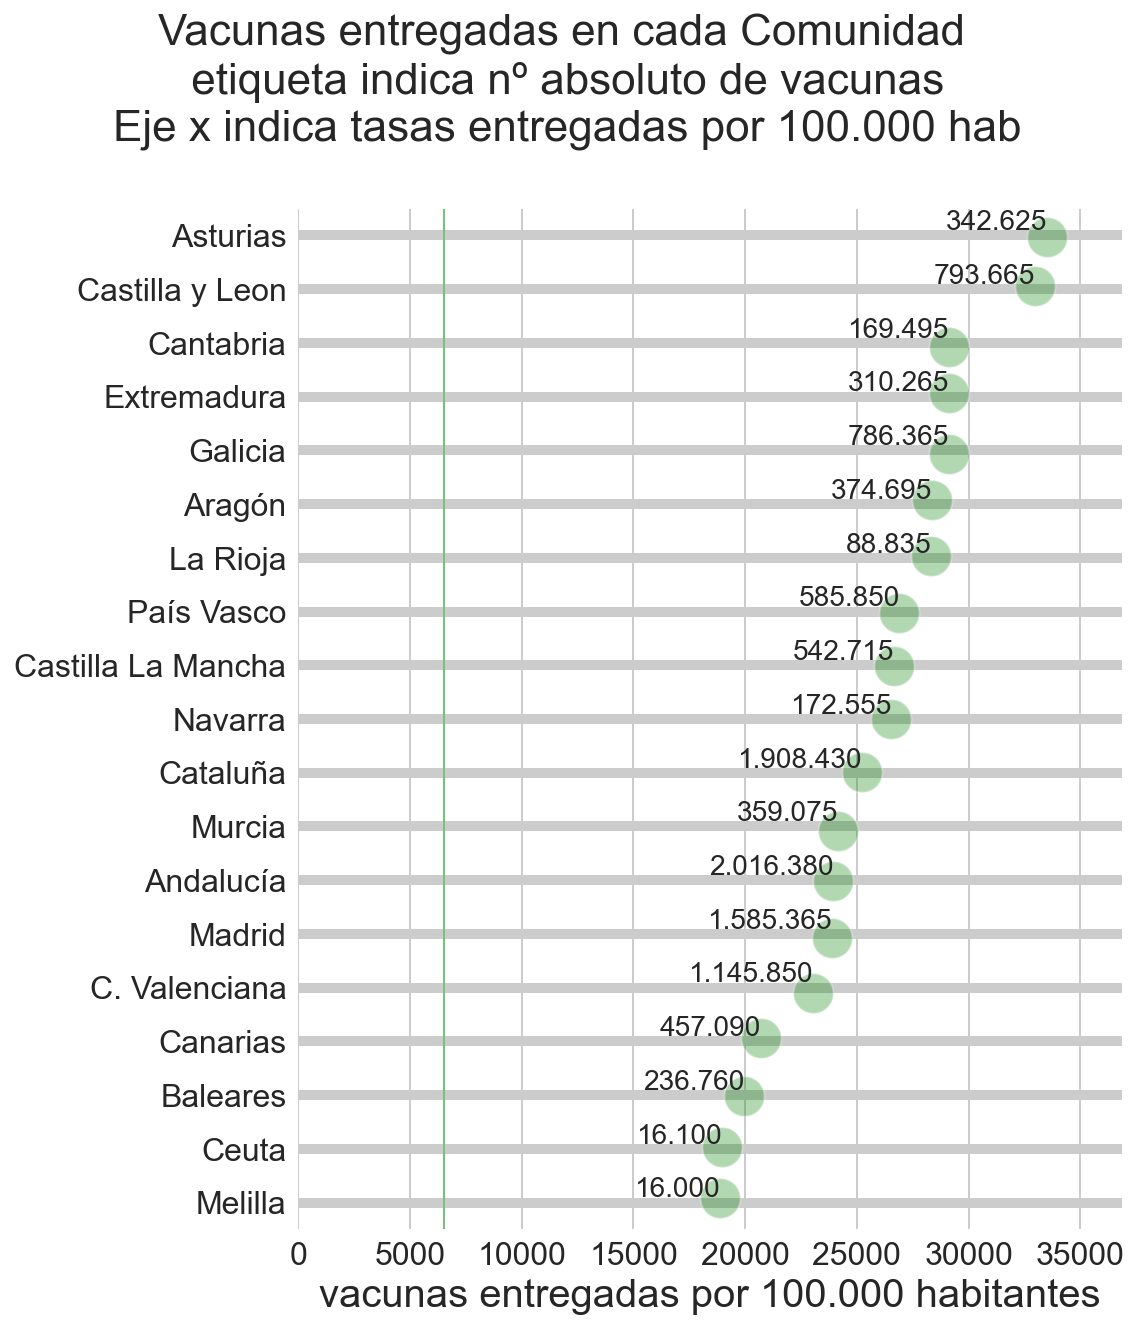 Vacunas entregadas en cada Comunidad
etiqueta indica nº absoluto de vacunas
Eje x indica tasas entregadas por 100.000 hab
Asturias 342.625
Castilla y Leon 793.665
Cantabria 169.495
Extremadura 310.265
Galicia 786.365
Aragón 374.695
La Rioja 88.835
País Vasco 585.850
Castilla La Mancha 542.715
Navarra 172.555
Cataluña 1.908.430
Murcia 359.075
Andalucía 2.016.380
Madrid 1.585.365
C. Valenciana 1.145.850
Canarias 457.090
Baleares 236.760
Ceuta 16.100
Melilla 16.000
0 5000 10000 15000 20000 25000 30000 35000
vacunas entregadas por 100.000 habitantes